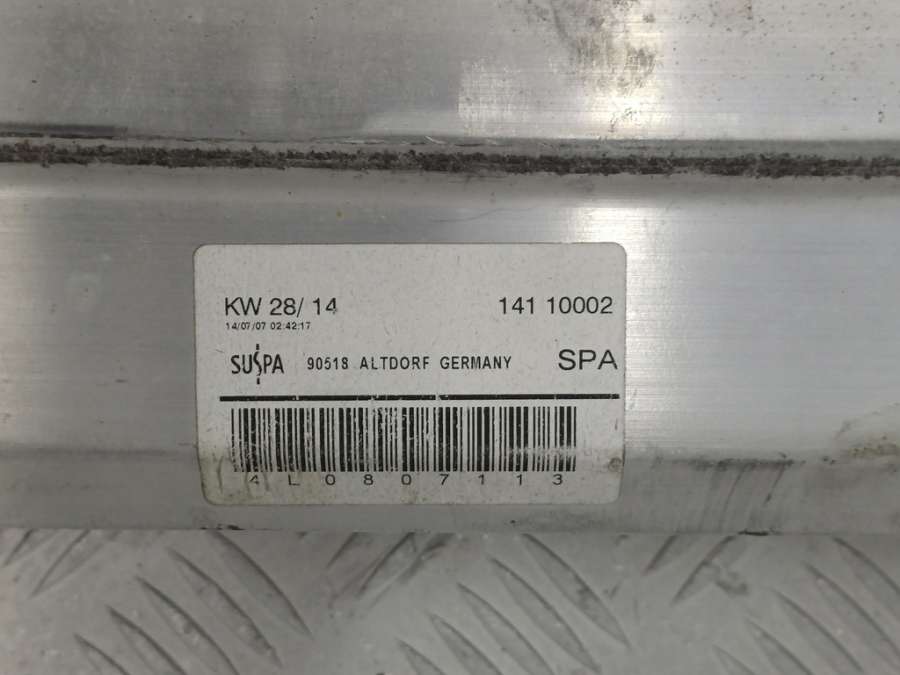 KW 28/ 14 141 10002
14/07/07 02:42:17
SUSPA 90518 ALTDORF GERMANY SPA
4L0807113